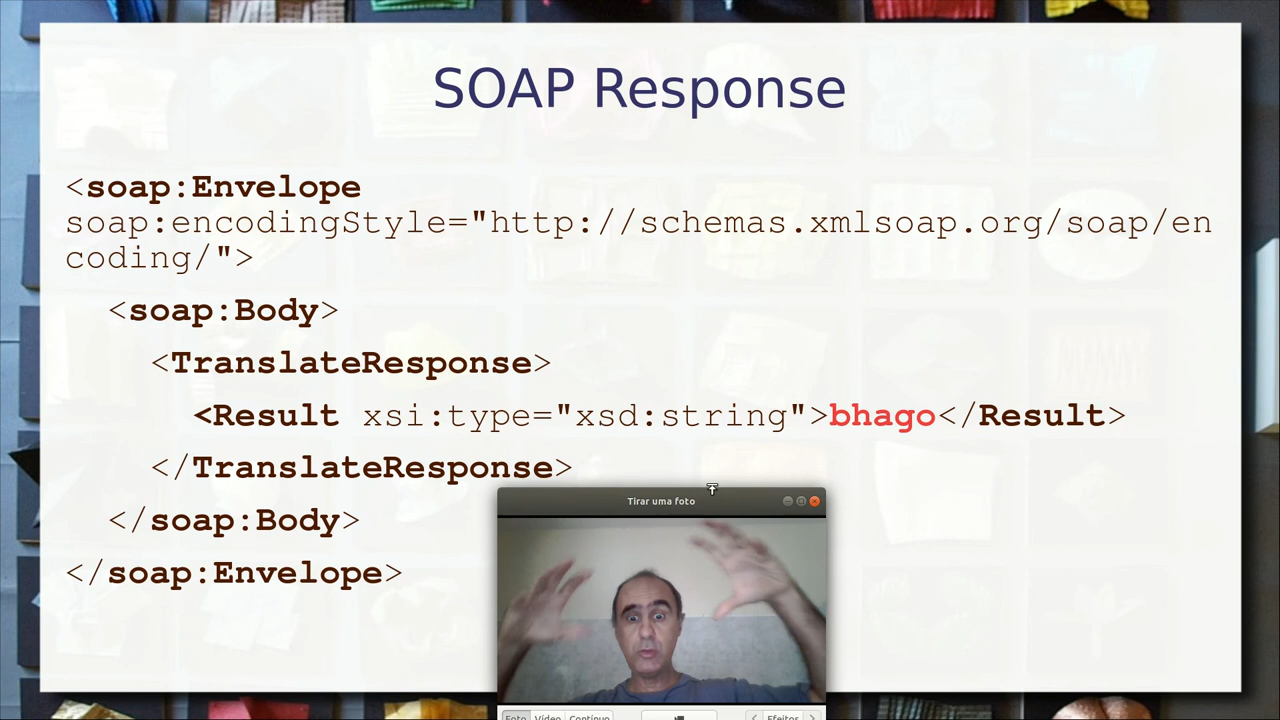 SOAP Response
<soap:Envelope
soap:encodingStyle="http://schemas.xmlsoap.org/soap/en
coding/">
<soap:Body>
<TranslateResponse>
<Result xsi:type="xsd:string">bhago</Result>
</TranslateResponse>
</soap:Body>
</soap:Envelope>
Tirar uma foto
Foto Vídeo Contínuo Efeitos